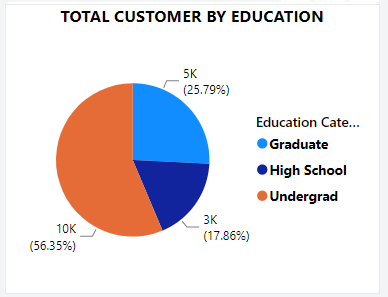 TOTAL CUSTOMER BY EDUCATION
5K
(25.79%)
Education Cate...
Graduate
High School
Undergrad
3K
(17.86%)
10K
(56.35%)